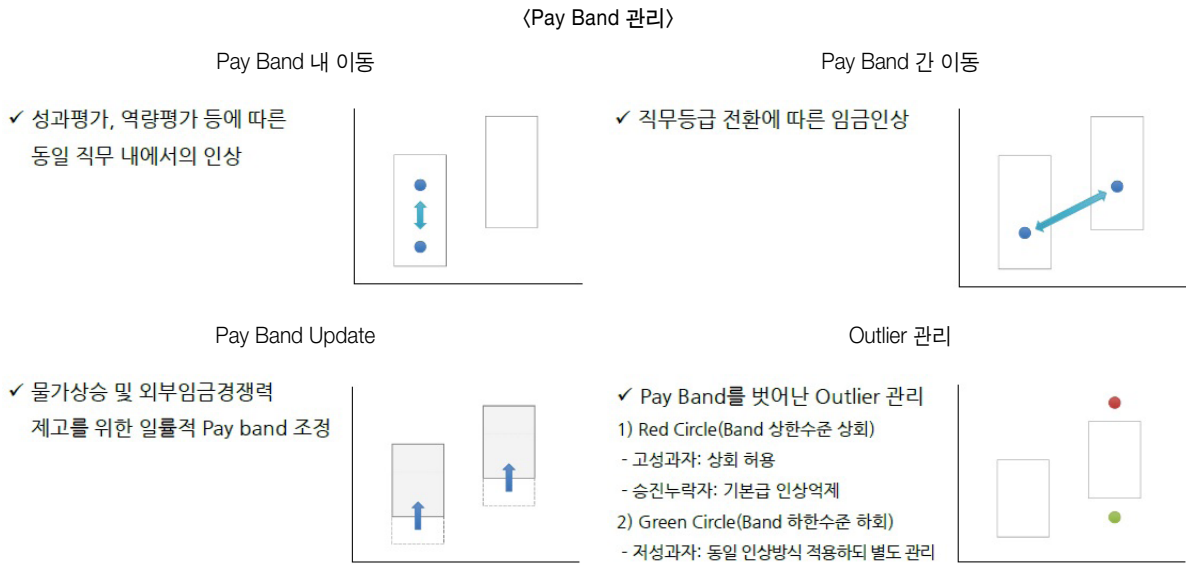 〈Pay Band 관리〉
Pay Band 내 이동
✓ 성과평가, 역량평가 등에 따른
동일 직무 내에서의 인상
Pay Band 간 이동
✓ 직무등급 전환에 따른 임금인상
Pay Band Update
✓ 물가상승 및 외부임금경쟁력
제고를 위한 일률적 Pay band 조정
Outlier 관리
✓ Pay Band를 벗어난 Outlier 관리
1) Red Circle(Band 상한수준 상회)
- 고성과자: 상회 허용
- 승진누락자: 기본급 인상억제
2) Green Circle(Band 하한수준 하회)
- 저성과자: 동일 인상방식 적용하되 별도 관리